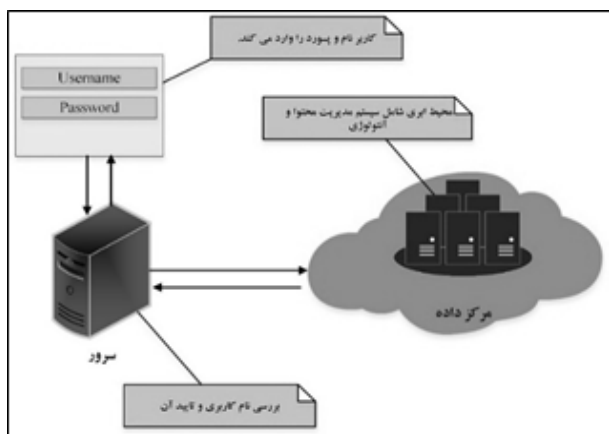 کاربر نام و پسورد را وارد می کند.
Username
Password
محیط ابری شامل سیستم مدیریت محتوا و
آنتولوژی
مرکز داده
سرور
بررسی نام کاربری و تایید آن